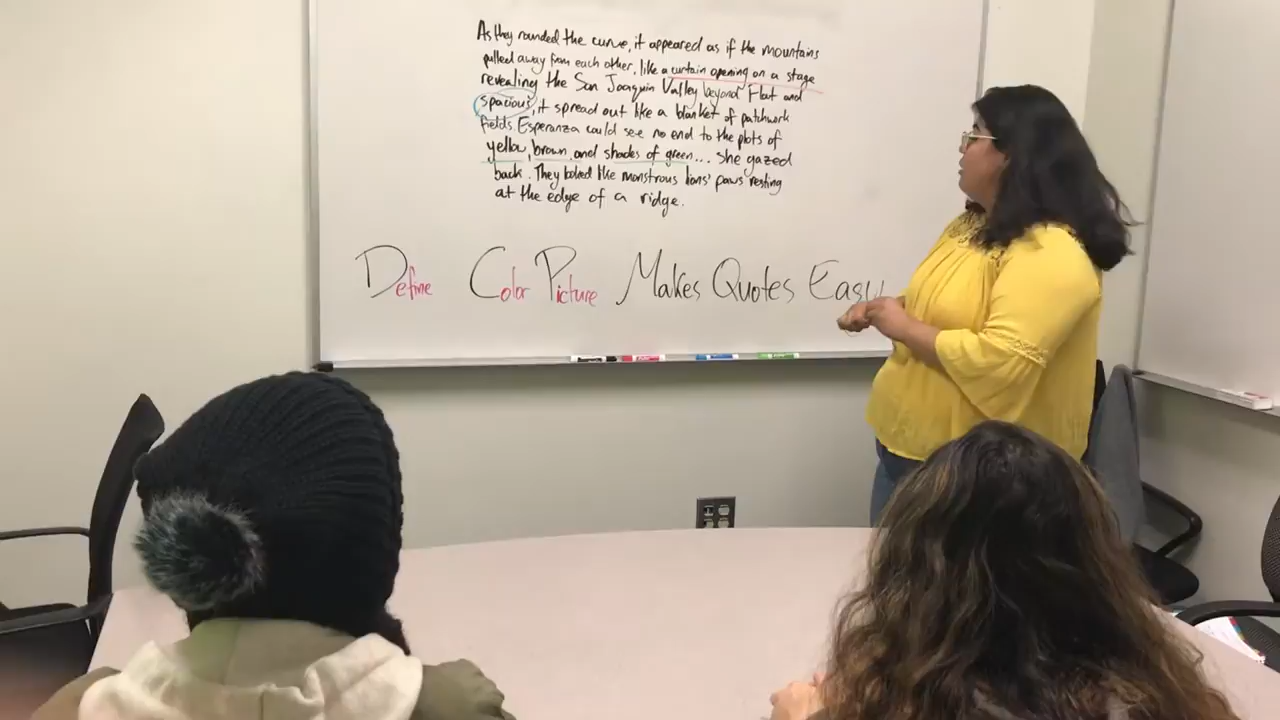 As they rounded the curve, it appeared as if the mountains
pulled away from each other, like a curtain opening on a stage
revealing the San Joaquin Valley beyond Flat and
spacious, it spread out like a blanket of patchwork
fields. Esperanza could see no end to the plots of
yellow, brown, and shades of green... She gazed
back. They looked like monstrous lions' paws resting
at the edge of a ridge.
Define Color Picture Makes Quotes Easy